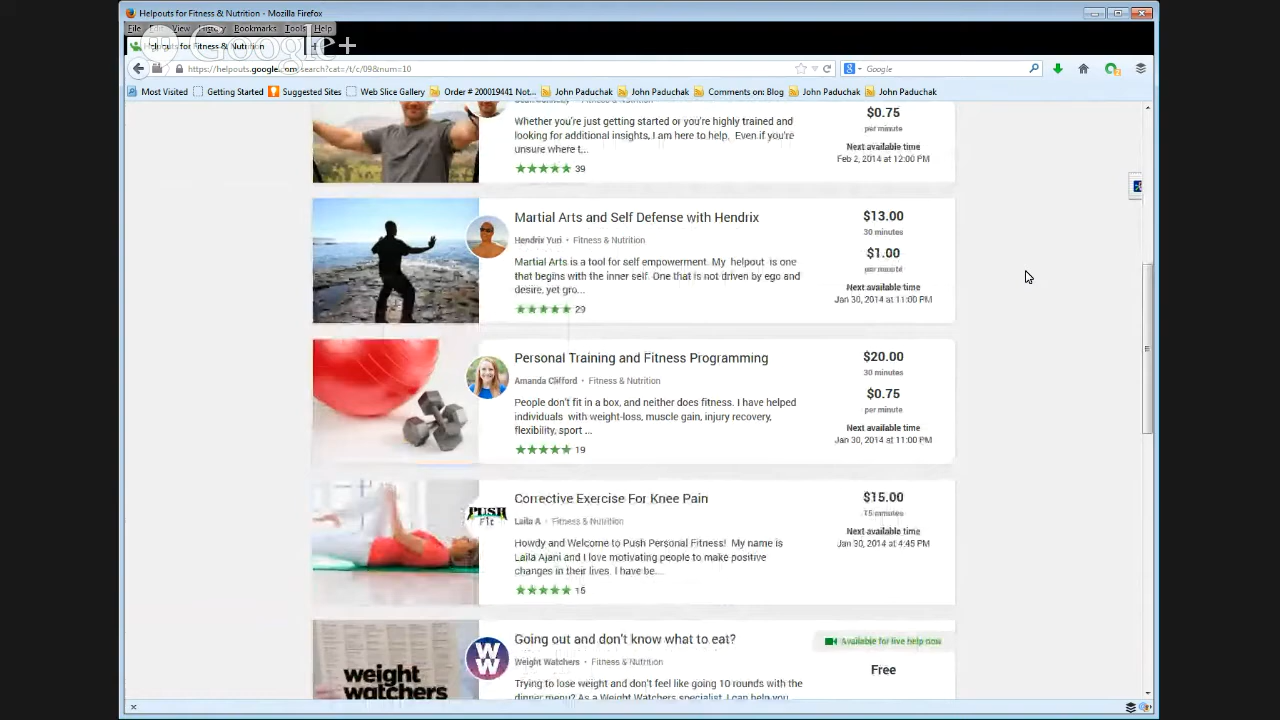 Helpouts for Fitness & Nutrition - Mozilla Firefox
File Edit View History Bookmarks Tools Help
Google+
Helpouts for Fitness & Nutrition
https://helpouts.google.com/search?cat=/t/c/09&num=10
Google
Most Visited Getting Started Suggested Sites Web Slice Gallery Order # 200019441 Not... John Paduchak John Paduchak Comments on: Blog John Paduchak John Paduchak
Whether you're just getting started or you're highly trained and
looking for additional insights, I am here to help. Even if you're
unsure where t...
39
$0.75
per minute
Next available time
Feb 2, 2014 at 12:00 PM
Martial Arts and Self Defense with Hendrix
Hendrix Yuri • Fitness & Nutrition
Martial Arts is a tool for self empowerment. My helpout is one
that begins with the inner self. One that is not driven by ego and
desire, yet gro...
29
$13.00
30 minutes
$1.00
per minute
Next available time
Jan 30, 2014 at 11:00 PM
Personal Training and Fitness Programming
Amanda Clifford • Fitness & Nutrition
People don't fit in a box, and neither does fitness. I have helped
individuals with weight-loss, muscle gain, injury recovery,
flexibility, sport ...
19
$20.00
30 minutes
$0.75
per minute
Next available time
Jan 30, 2014 at 11:00 PM
PUSH
Fit
Corrective Exercise For Knee Pain
Laila A • Fitness & Nutrition
Howdy and Welcome to Push Personal Fitness! My name is
Laila Ajani and I love motivating people to make positive
changes in their lives. I have be...
15
$15.00
15 minutes
Next available time
Jan 30, 2014 at 4:45 PM
weight
watchers
WW
Going out and don't know what to eat?
Weight Watchers • Fitness & Nutrition
Trying to lose weight and don't feel like going 10 rounds with the
dinner menu? As a Weight Watchers specialist, I can help you
Available for live help now
Free